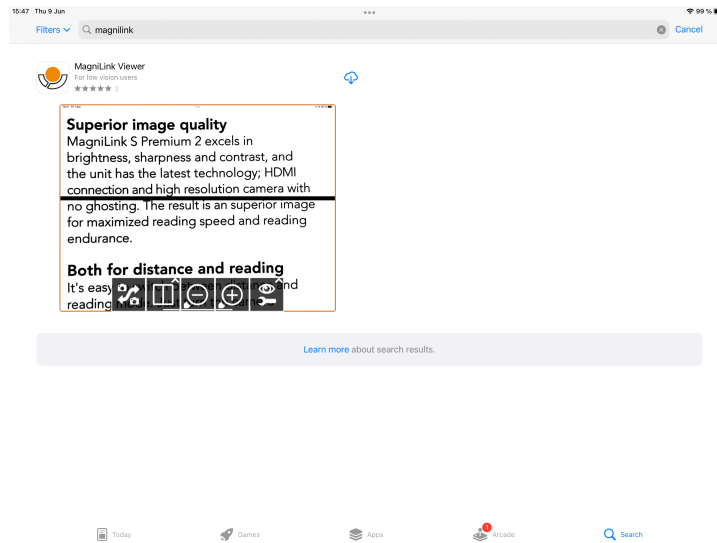 15:47 Thu 9 Jun
99 %
Filters
magnilink
Cancel
MagniLink Viewer
For low vision users
3
Superior image quality
MagniLink S Premium 2 excels in
brightness, sharpness and contrast, and
the unit has the latest technology; HDMI
connection and high resolution camera with
no ghosting. The result is an superior image
for maximized reading speed and reading
endurance.
Both for distance and reading
It's easy and
reading
Learn more about search results.
Today
Games
Apps
1
Arcade
Search